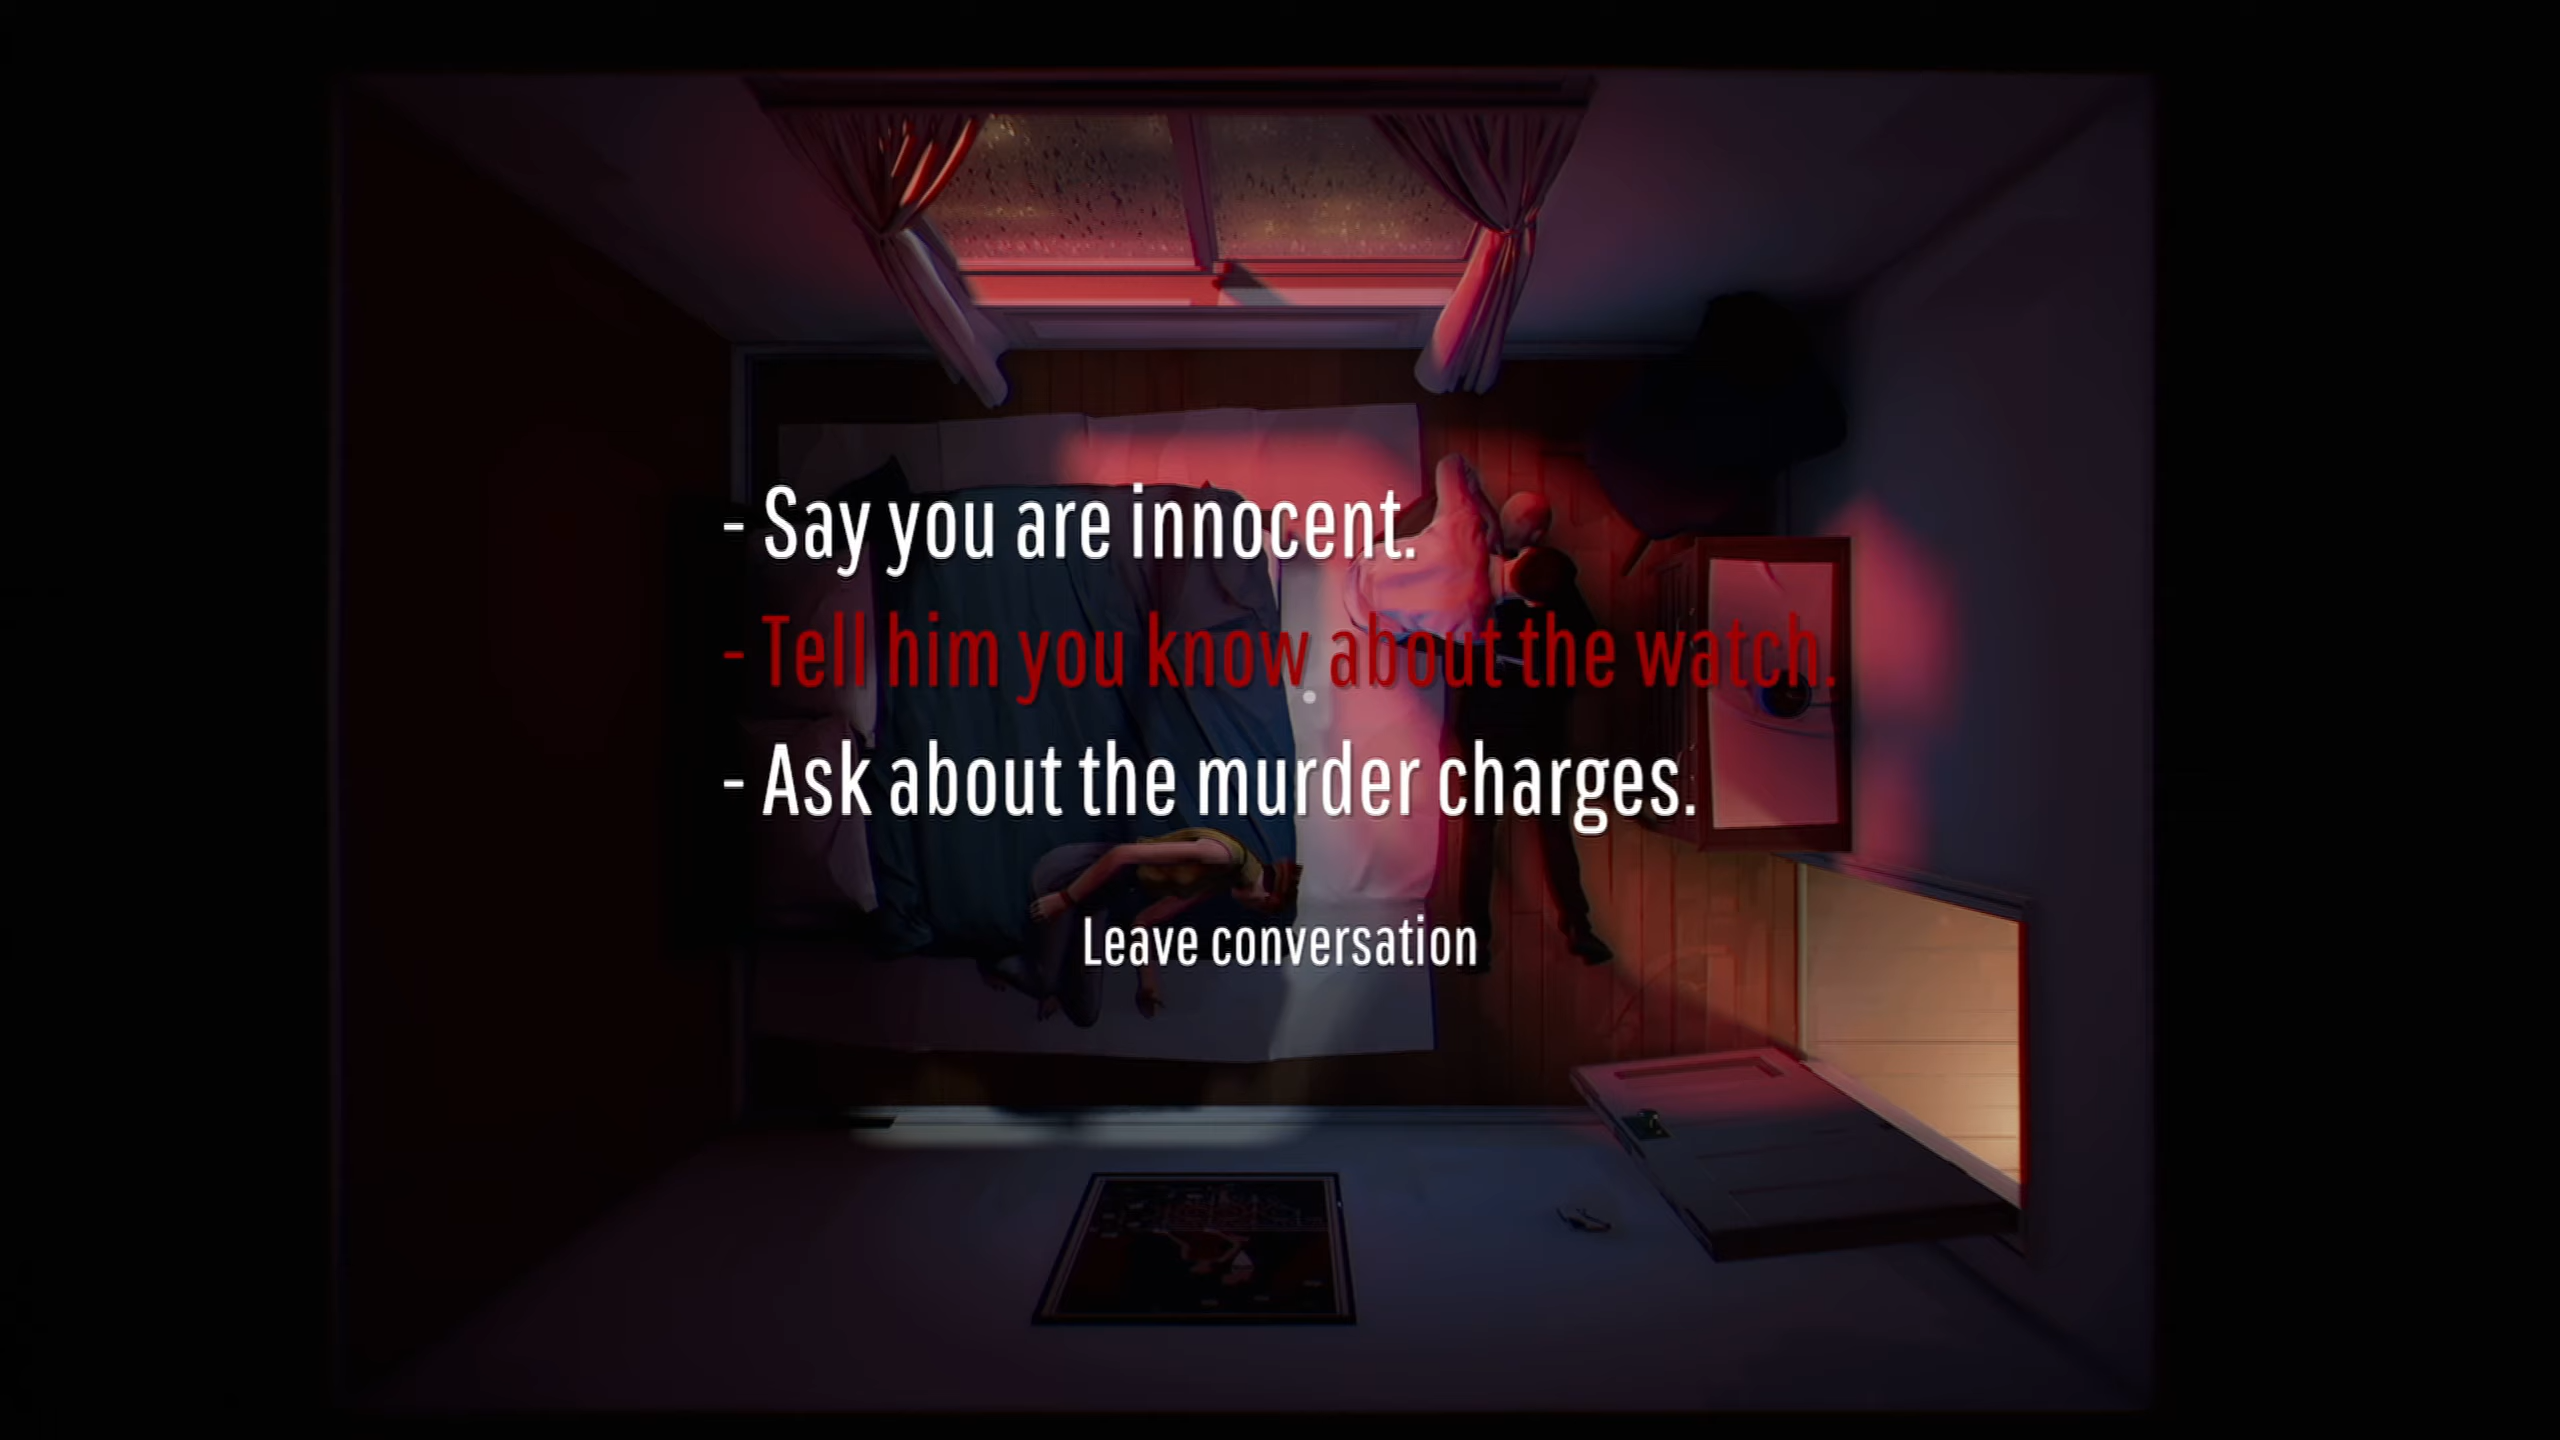 - Say you are innocent.
- Tell him you know about the watch.
- Ask about the murder charges.
Leave conversation